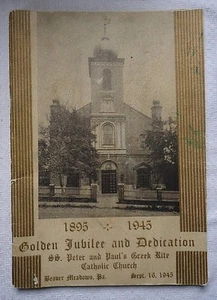 1895 -:- 1945
Golden Jubilee and Dedication
SS. Peter and Paul's Greek Rite
Catholic Church
Beaver Meadows, Pa. Sept. 16, 1945